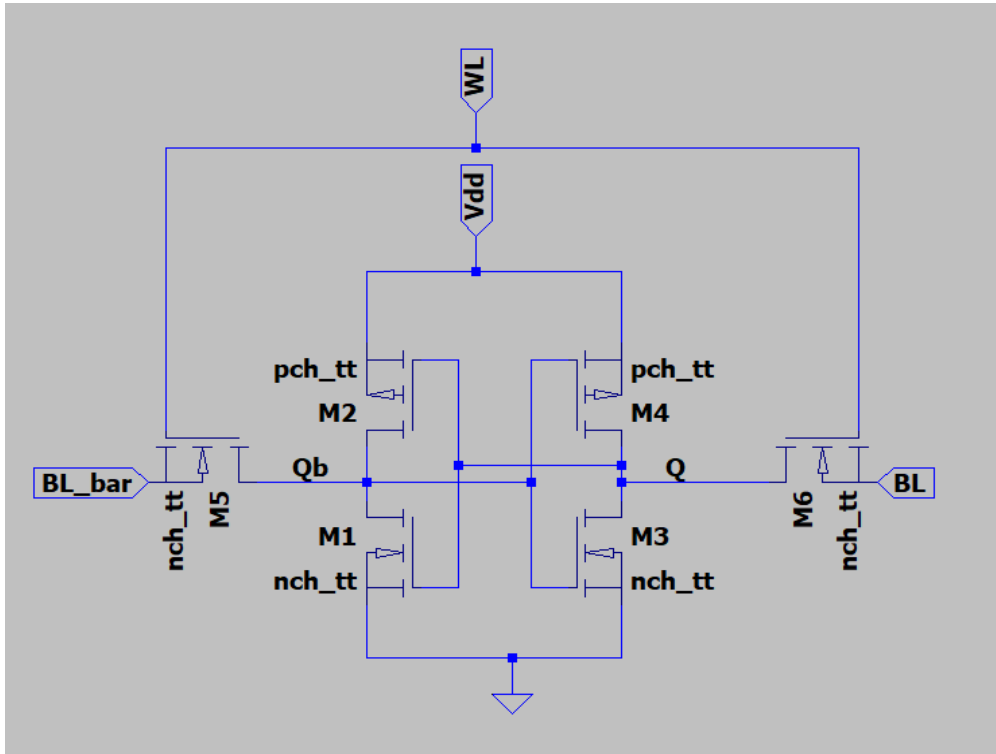 WL
Vdd
pch_tt
M2
pch_tt
M4
BL_bar
nch_tt
M5
Qb
Q
M6
nch_tt
BL
M1
nch_tt
M3
nch_tt